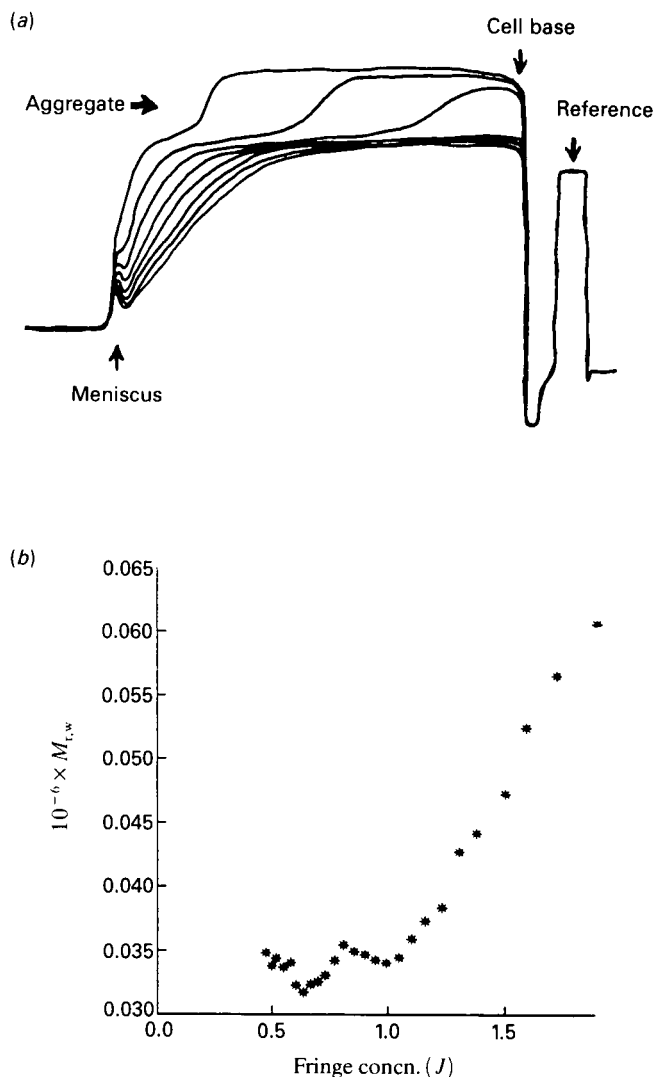 (a)
Cell base
Aggregate
Reference
Meniscus
(b)
0.065
0.060
0.055
0.050
0.045
0.040
0.035
0.030
10⁻⁶ × Mᵣ,w
0.0 0.5 1.0 1.5
Fringe concn. (J)